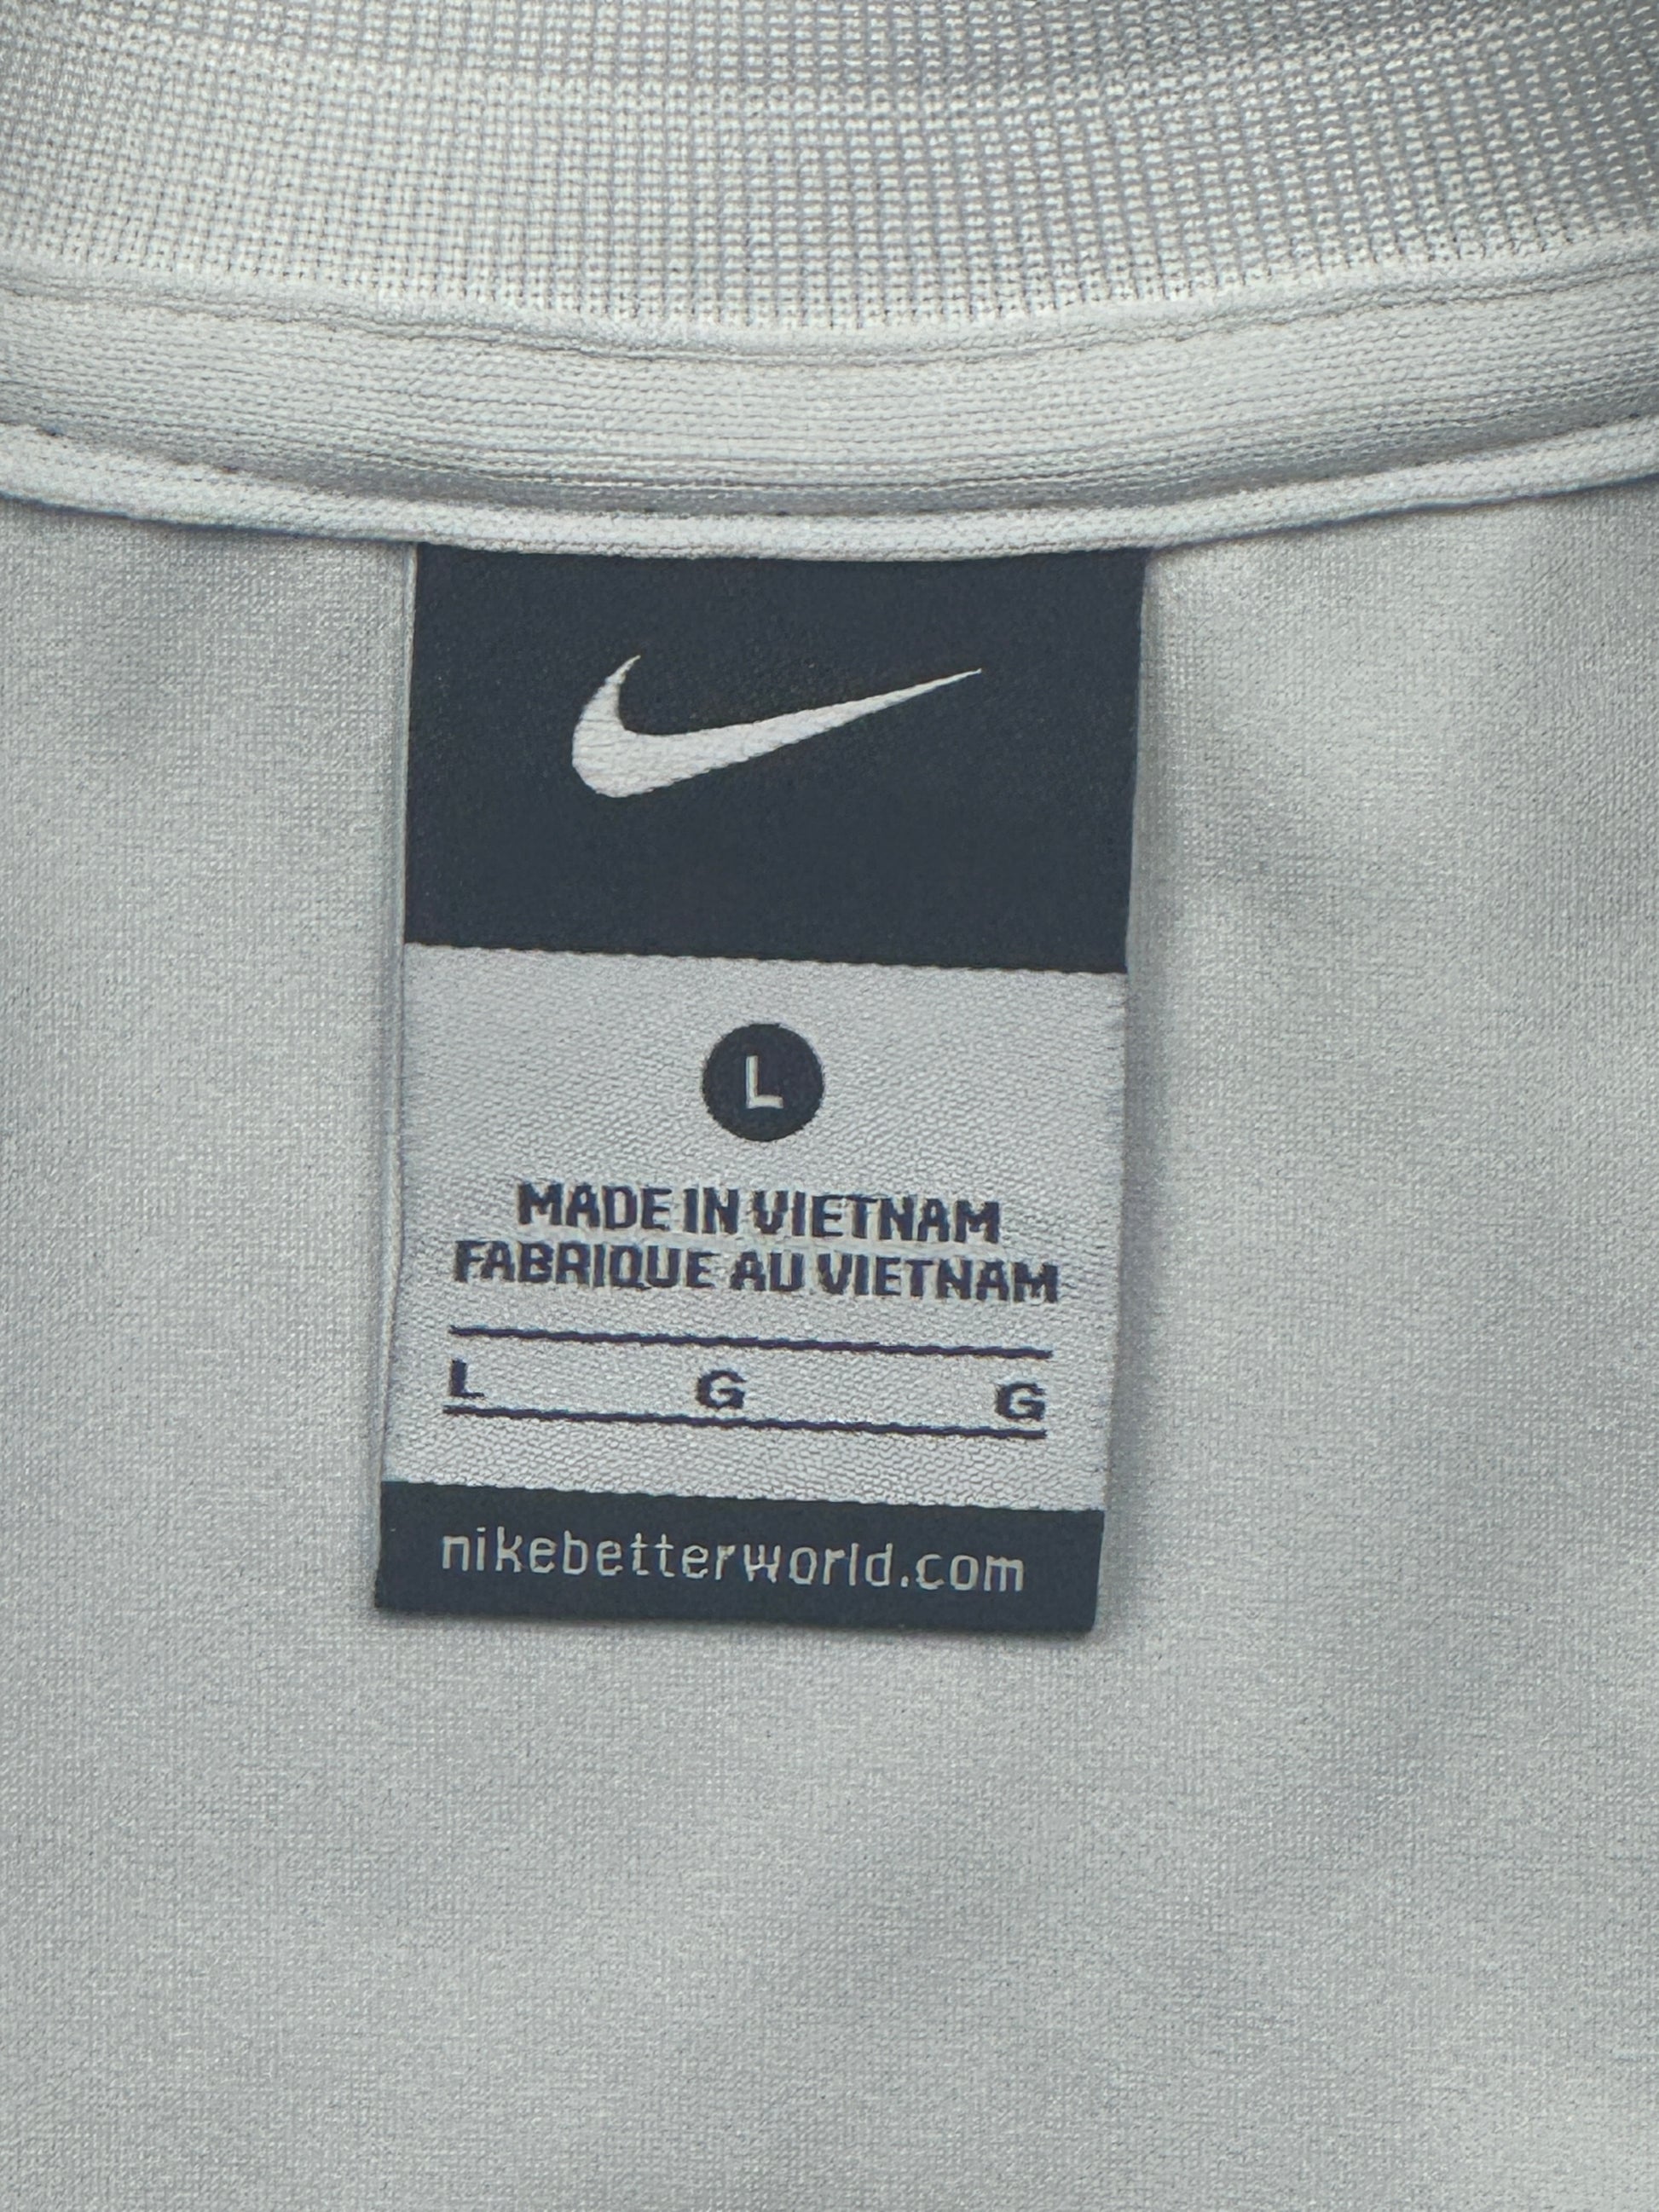 L
MADE IN VIETNAM
FABRIQUE AU VIETNAM
L G G
nikebetterworld.com